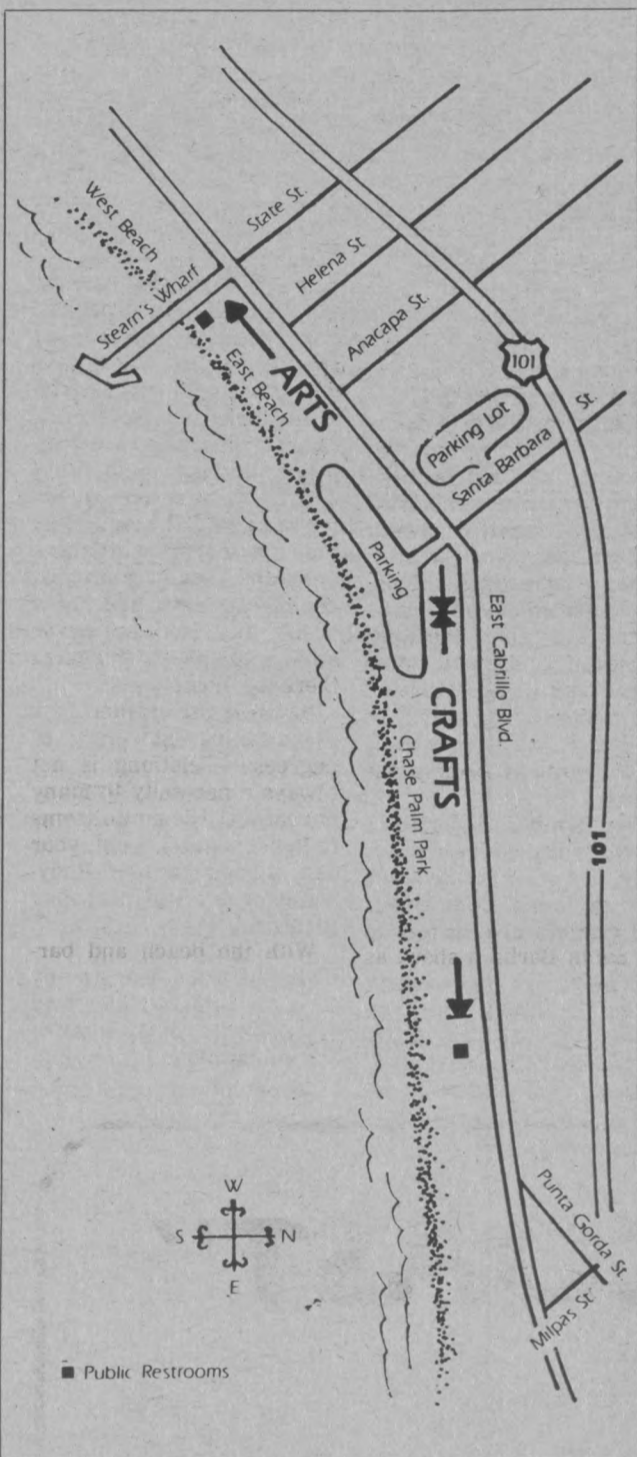 West Beach
State St.
Stearn's Wharf
Helena St
Anacapa St.
101
East Beach
ARTS
Parking Lot
Santa Barbara St.
Parking
East Cabrillo Blvd.
CRAFTS
Chase Palm Park
101
W
S N
E
Punta Gorda St.
Milpas St
■ Public Restrooms